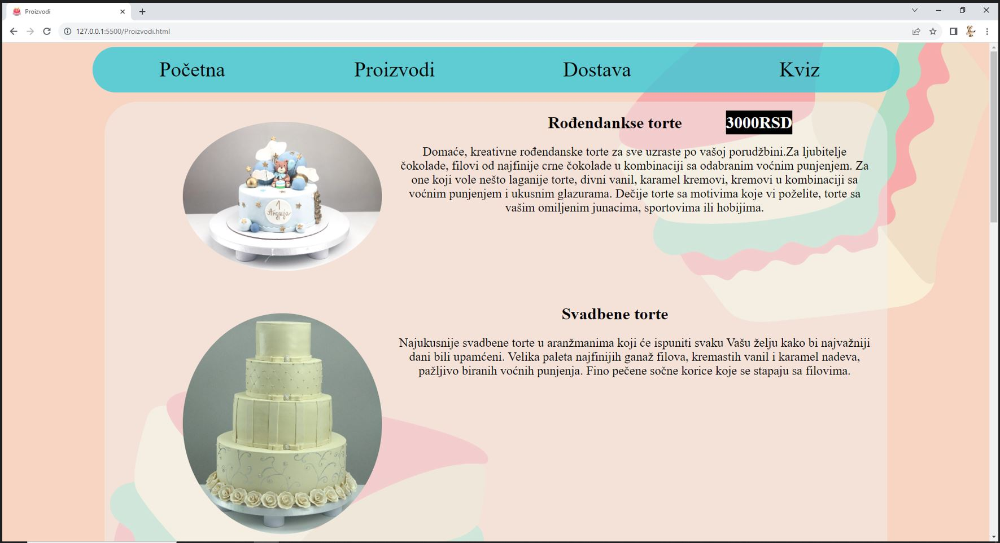 Proizvodi
127.0.0.1:5500/Proizvodi.html
Početna Proizvodi Dostava Kviz
Rođendankse torte 3000RSD
Domaće, kreativne rođendanske torte za sve uzraste po vašoj porudžbini.Za ljubitelje
čokolade, filovi od najfinije crne čokolade u kombinaciji sa odabranim voćnim punjenjem. Za
one koji vole nešto laganije torte, divni vanil, karamel kremovi, kremovi u kombinaciji sa
voćnim punjenjem i ukusnim glazurama. Dečije torte sa motivima koje vi poželite, torte sa
vašim omiljenim junacima, sportovima ili hobijima.
1
Андрија
Svadbene torte
Najukusnije svadbene torte u aranžmanima koji će ispuniti svaku Vašu želju kako bi najvažniji
dani bili upamćeni. Velika paleta najfinijih ganaž filova, kremastih vanil i karamel nadeva,
pažljivo biranih voćnih punjenja. Fino pečene sočne korice koje se stapaju sa filovima.